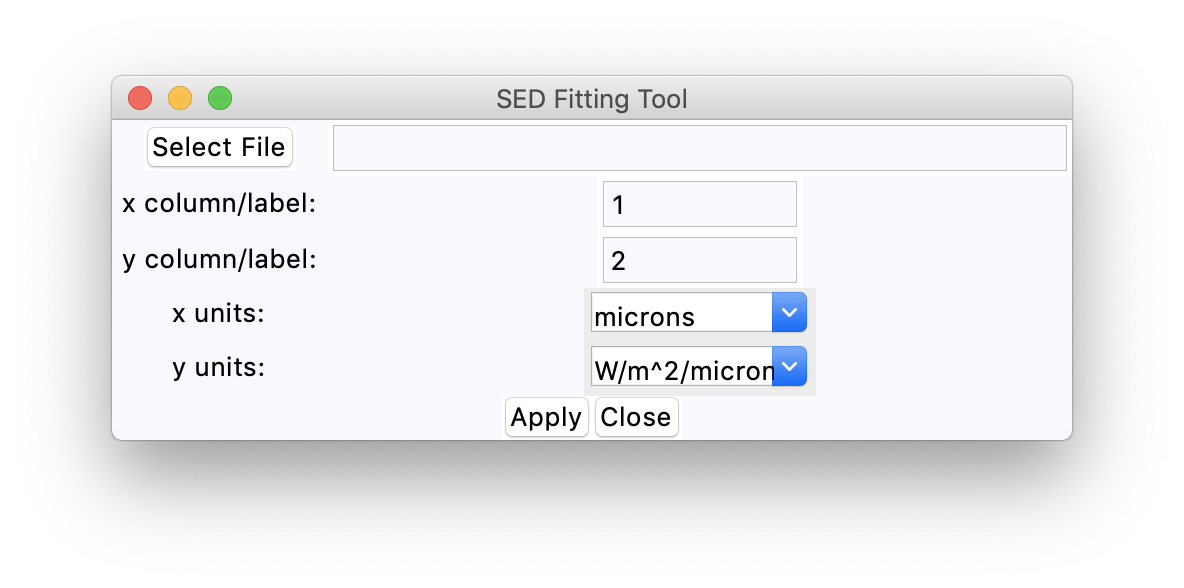 SED Fitting Tool
Select File
x column/label: 1
y column/label: 2
x units: microns
y units: W/m^2/micron
Apply Close